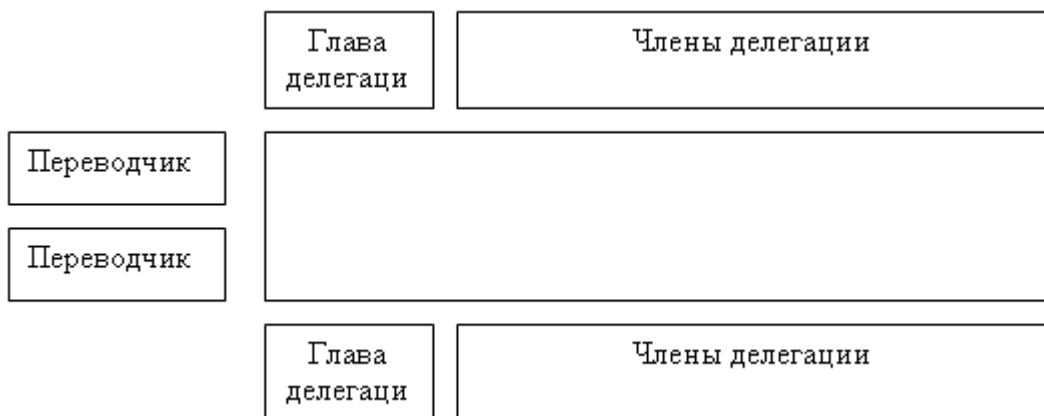 Глава
делегаци
Члены делегации
Переводчик
Переводчик
Глава
делегаци
Члены делегации